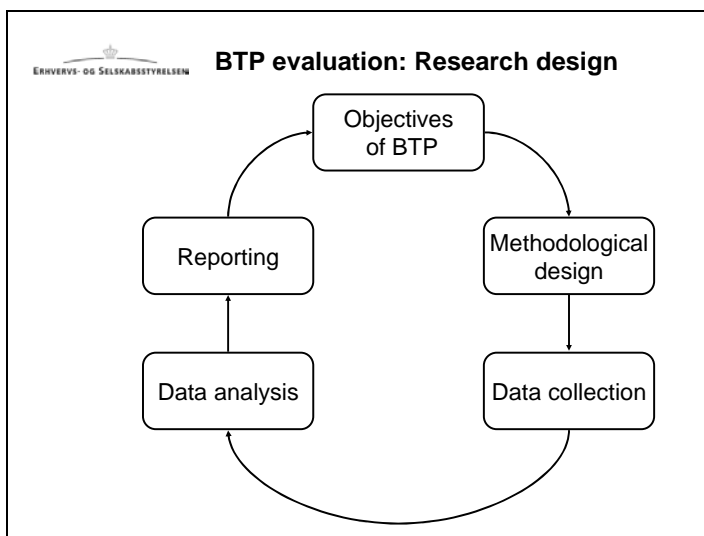 ERHVERVS- OG SELSKABSSTYRELSEN
BTP evaluation: Research design
Objectives
of BTP
Methodological
design
Data collection
Data analysis
Reporting